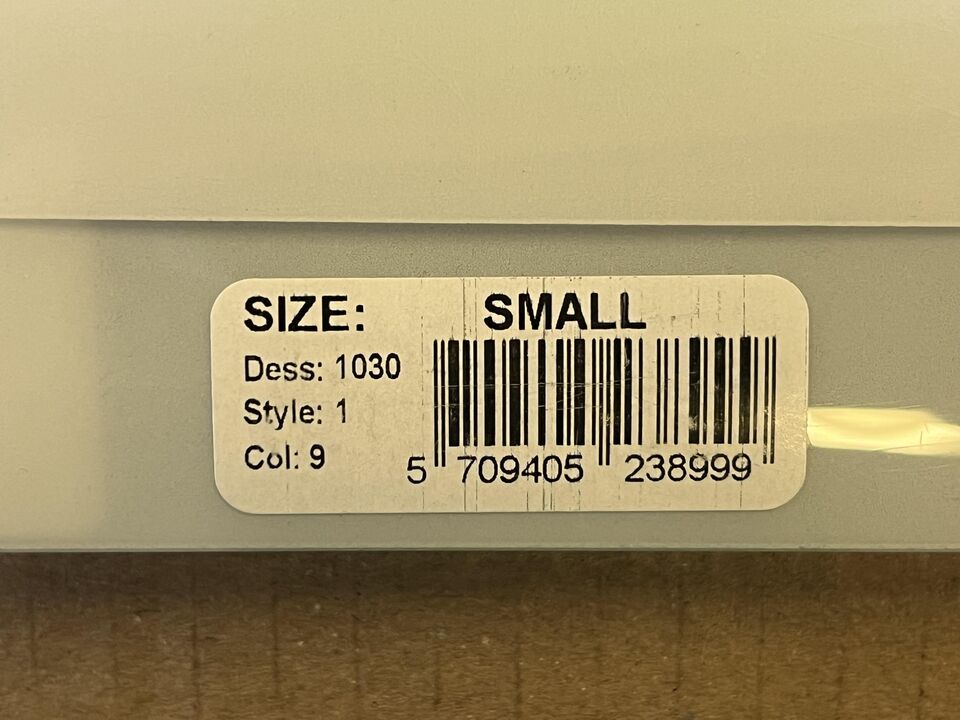 SIZE: SMALL
Dess: 1030
Style: 1
Col: 9
5 709405 238999